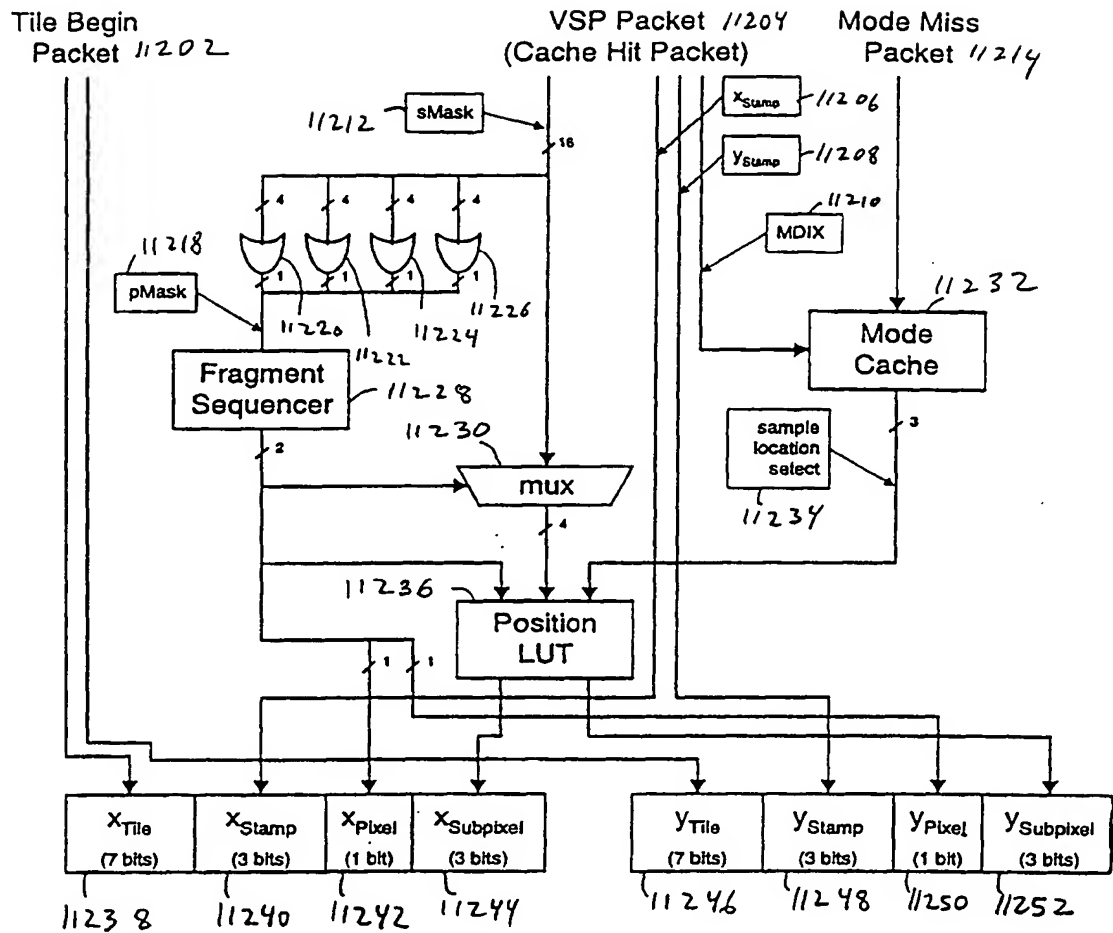 Tile Begin Packet 11202
VSP Packet 11204
(Cache Hit Packet)
Mode Miss Packet 11214
11212
sMask
16
xStamp
11206
yStamp
11208
11210
MDIX
4
4
4
4
1
1
1
1
11218
pMask
11220
11222
11224
11226
11232
Mode Cache
Fragment Sequencer
11228
2
11230
mux
4
3
sample location select
11234
11236
Position LUT
1
1
xTile
(7 bits)
xStamp
(3 bits)
xPixel
(1 bit)
xSubpixel
(3 bits)
yTile
(7 bits)
yStamp
(3 bits)
yPixel
(1 bit)
ySubpixel
(3 bits)
11238
11240
11242
11244
11246
11248
11250
11252